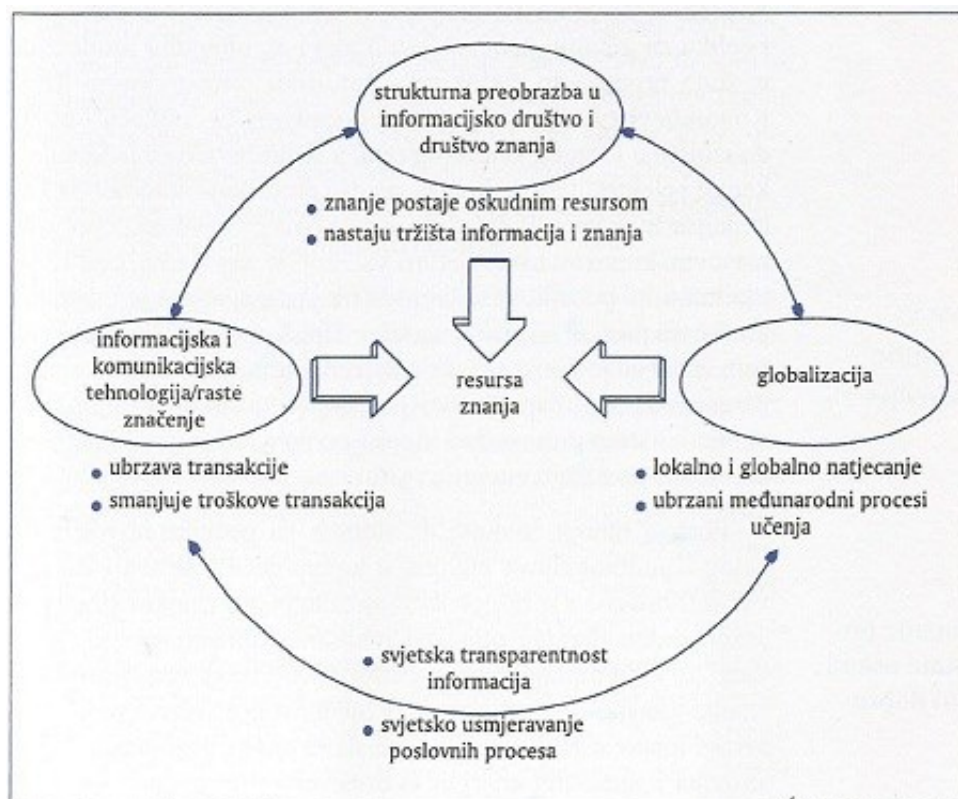 strukturna preobrazba u
informacijsko društvo i
društvo znanja
• znanje postaje oskudnim resursom
• nastaju tržišta informacija i znanja
informacijska i
komunikacijska
tehnologija/raste
značenje
resursa
znanja
globalizacija
• ubrzava transakcije
• smanjuje troškove transakcija
• lokalno i globalno natjecanje
• ubrzani međunarodni procesi
učenja
• svjetska transparentnost
informacija
• svjetsko usmjeravanje
poslovnih procesa